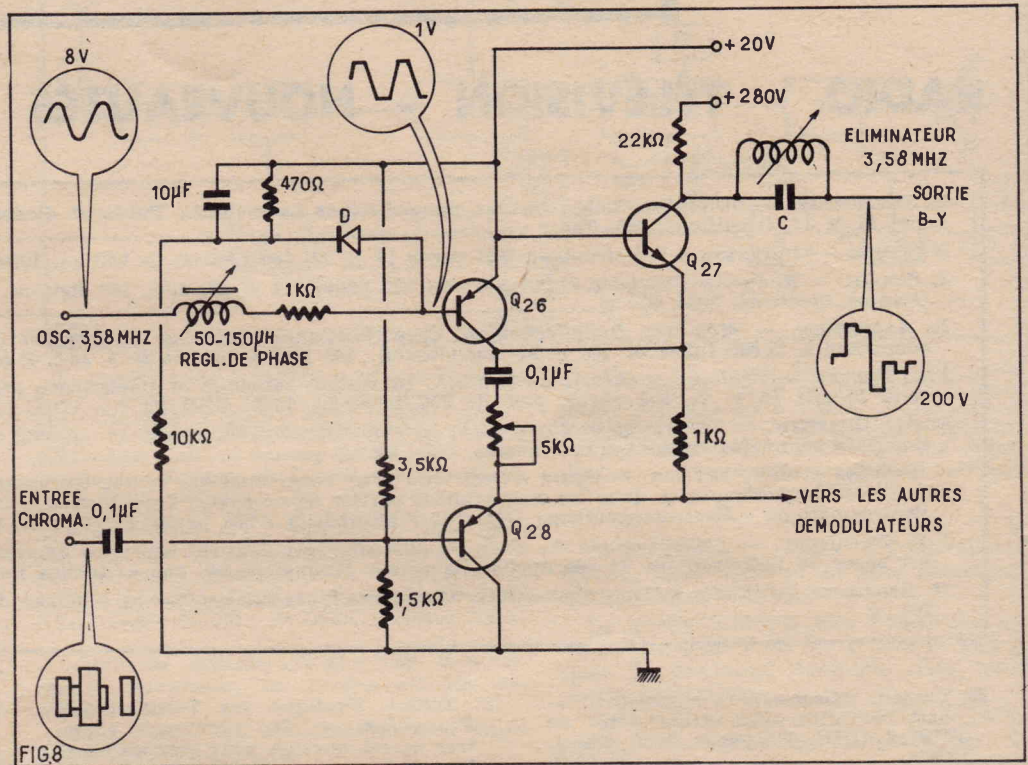 8V
1V
+20V
+280V
22kΩ
ELIMINATEUR
3,58 MHZ
SORTIE
B-Y
C
10µF
470Ω
D
Q27
1kΩ
Q26
OSC. 3,58 MHZ
50-150µH
REGL. DE PHASE
0,1µF
200V
5kΩ
1kΩ
10kΩ
3,5kΩ
VERS LES AUTRES
DEMODULATEURS
ENTREE
CHROMA.
0,1µF
Q28
1,5kΩ
FIG.8